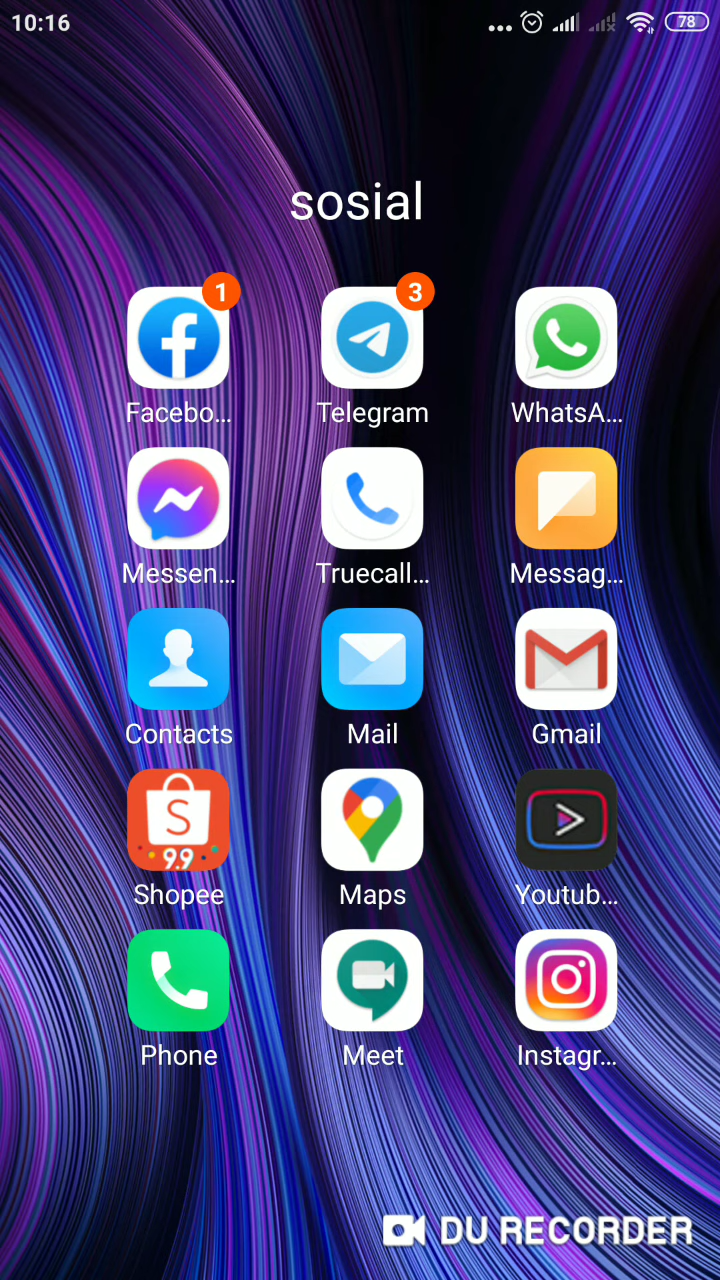 10:16 78
sosial
1 3
Facebo... Telegram WhatsA...
Messen... Truecall... Messag...
Contacts Mail Gmail
S
9.9
Shopee Maps Youtub...
Phone Meet Instagr...
DU RECORDER